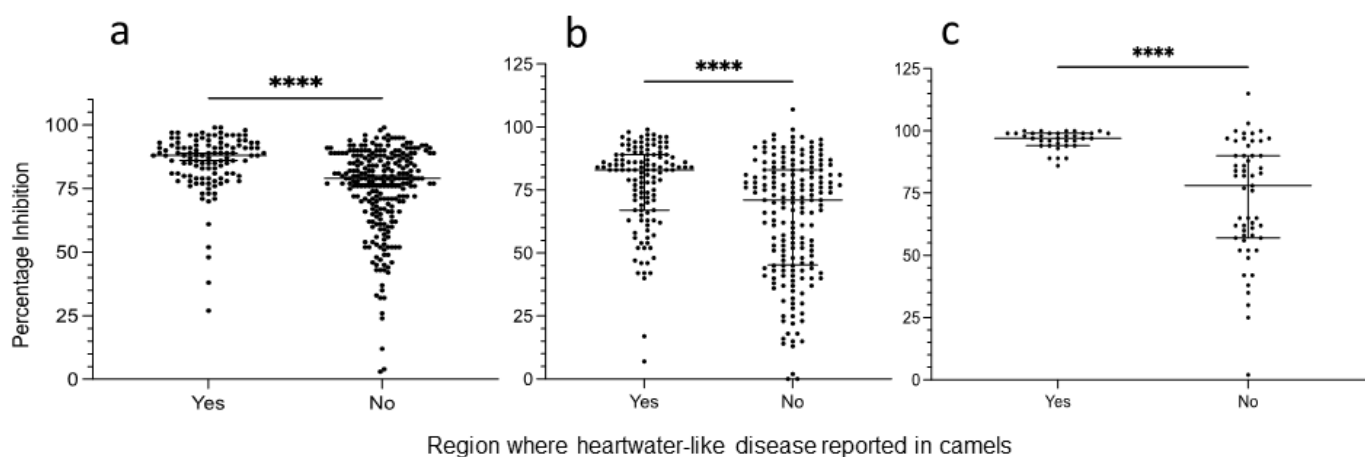 a
b
c
****
****
****
Percentage Inhibition
100
75
50
25
0
Yes
No
125
100
75
50
25
0
Yes
No
125
100
75
50
25
0
Yes
No
Region where heartwater-like disease reported in camels